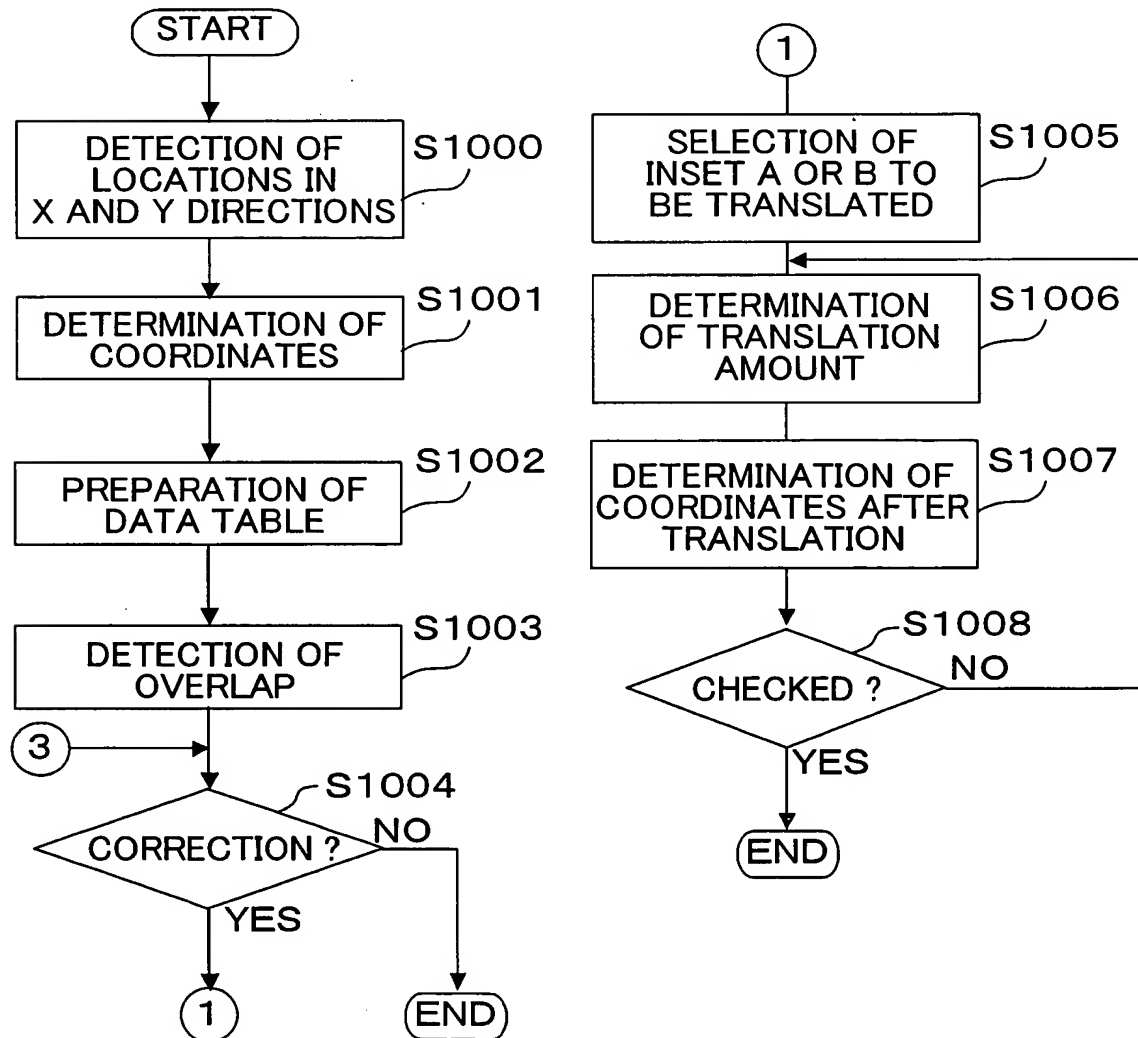 START
DETECTION OF
LOCATIONS IN
X AND Y DIRECTIONS
S1000
DETERMINATION OF
COORDINATES
S1001
PREPARATION OF
DATA TABLE
S1002
DETECTION OF
OVERLAP
S1003
3
CORRECTION ?
S1004
NO
YES
1
END
1
SELECTION OF
INSET A OR B TO
BE TRANSLATED
S1005
DETERMINATION
OF TRANSLATION
AMOUNT
S1006
DETERMINATION OF
COORDINATES AFTER
TRANSLATION
S1007
CHECKED ?
S1008
NO
YES
END